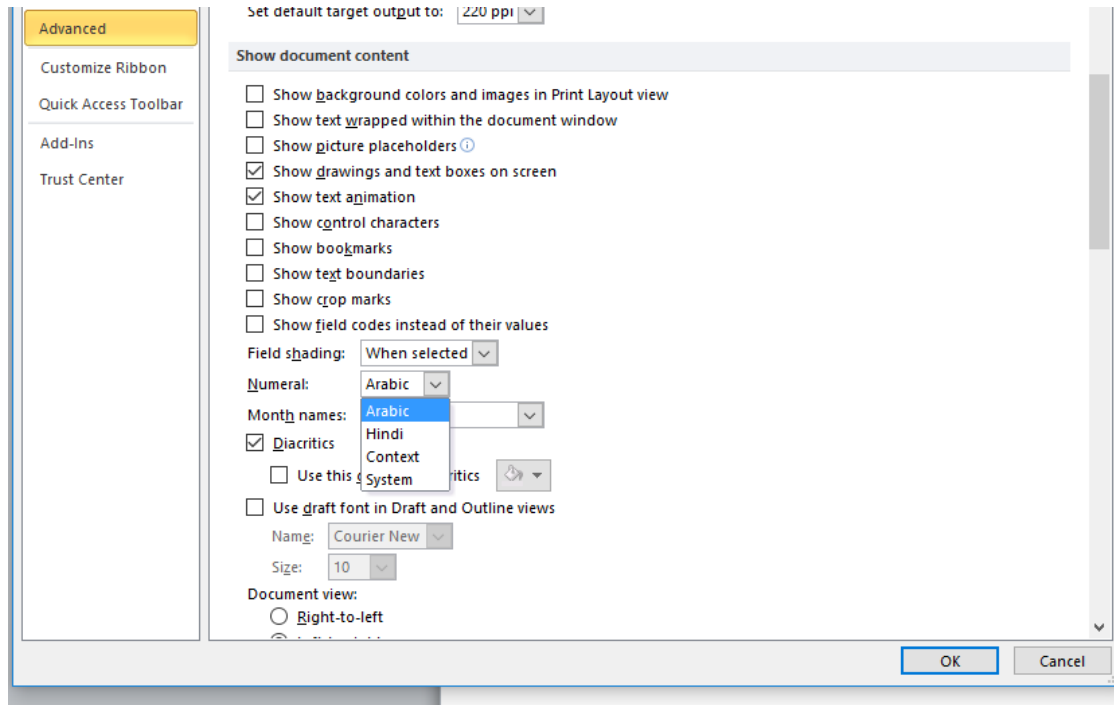 Set default target output to: 220 ppi
Advanced
Show document content
Customize Ribbon
Show background colors and images in Print Layout view
Quick Access Toolbar
Show text wrapped within the document window
Add-Ins
Show picture placeholders
Show drawings and text boxes on screen
Trust Center
Show text animation
Show control characters
Show bookmarks
Show text boundaries
Show crop marks
Show field codes instead of their values
Field shading: When selected
Numeral: Arabic
Month names: Arabic
Hindi
Diacritics
Context
Use this ritics
System
Use draft font in Draft and Outline views
Name: Courier New
Size: 10
Document view:
Right-to-left
OK Cancel